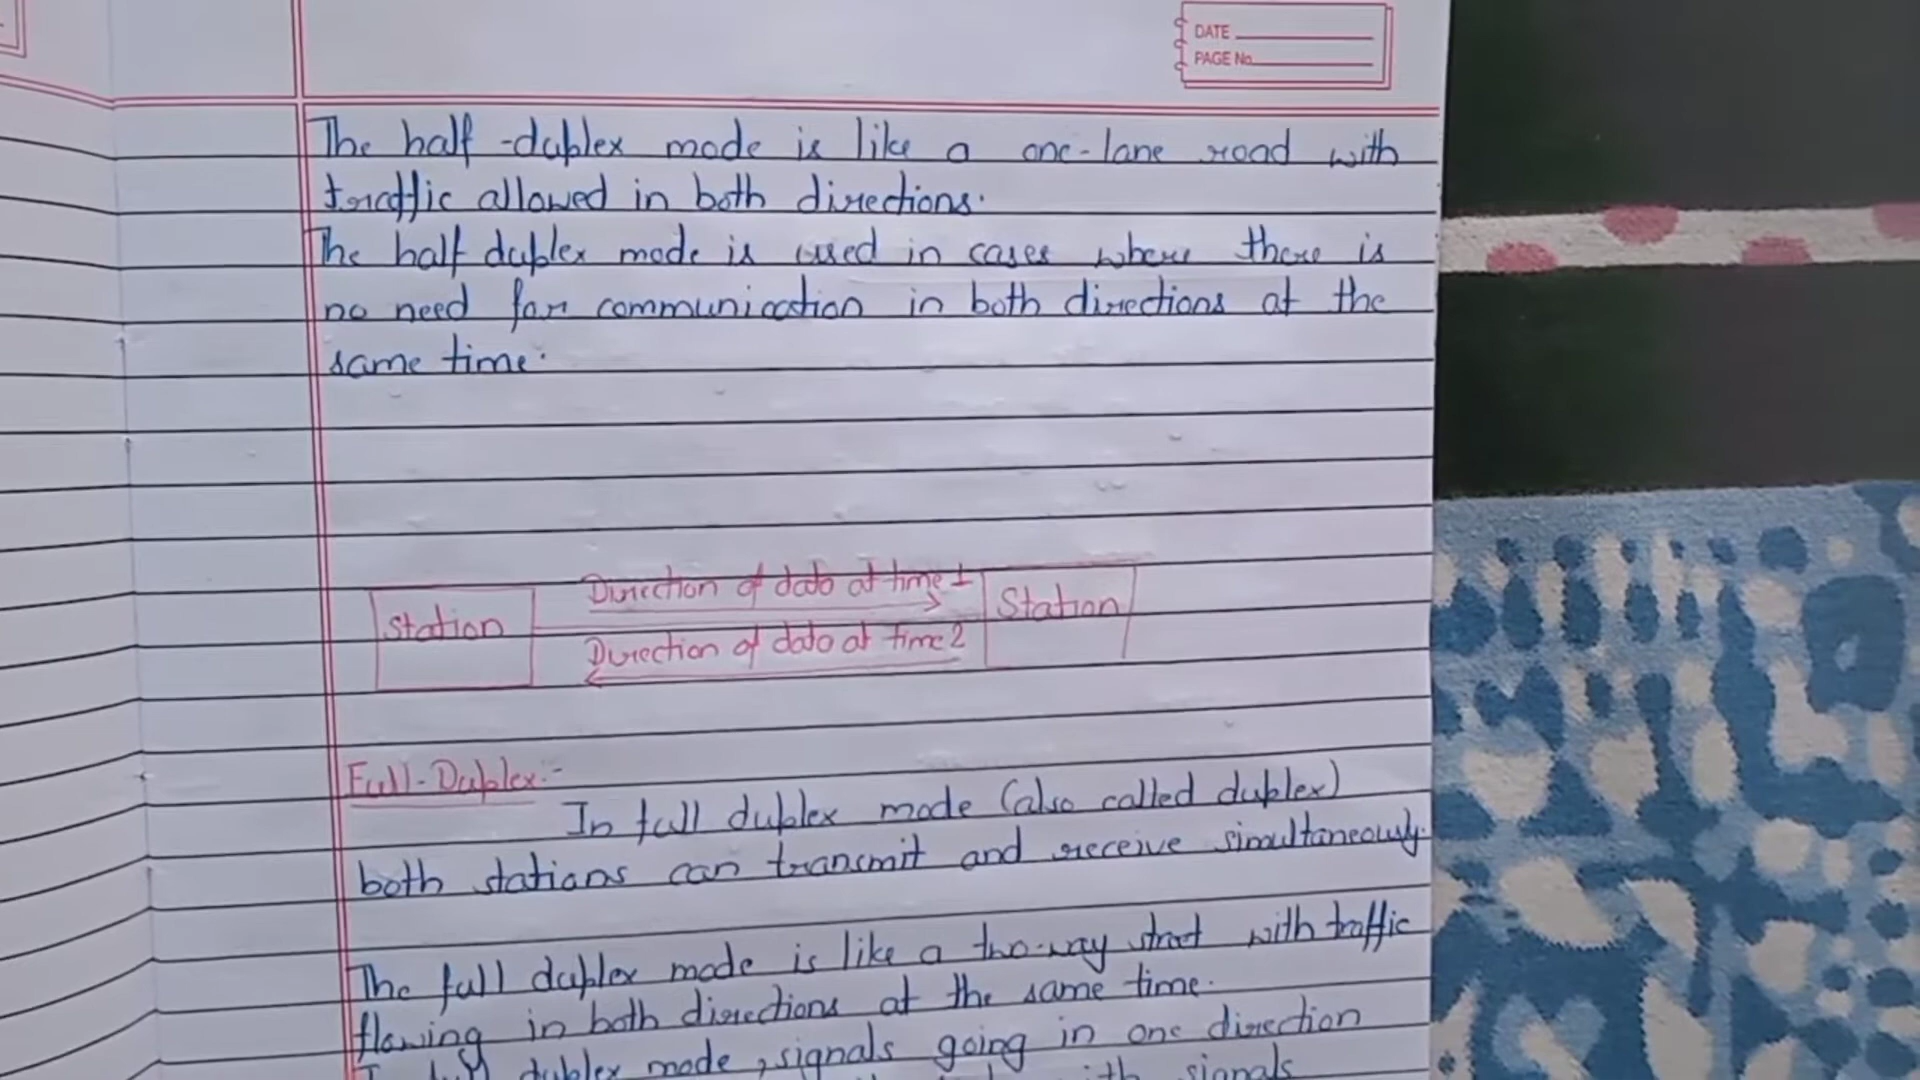 DATE
PAGE No.
The half-duplex mode is like a one-lane road with
traffic allowed in both directions.
The half duplex mode is used in cases where there is
no need for communication in both directions at the
same time.
Direction of data at time 1
Station
Station
Direction of data at time 2
Full-Duplex:-
In full duplex mode (also called duplex)
both stations can transmit and receive simultaneously.
The full duplex mode is like a two-way street with traffic
flowing in both directions at the same time.
duplex mode, signals going in one direction
with signals